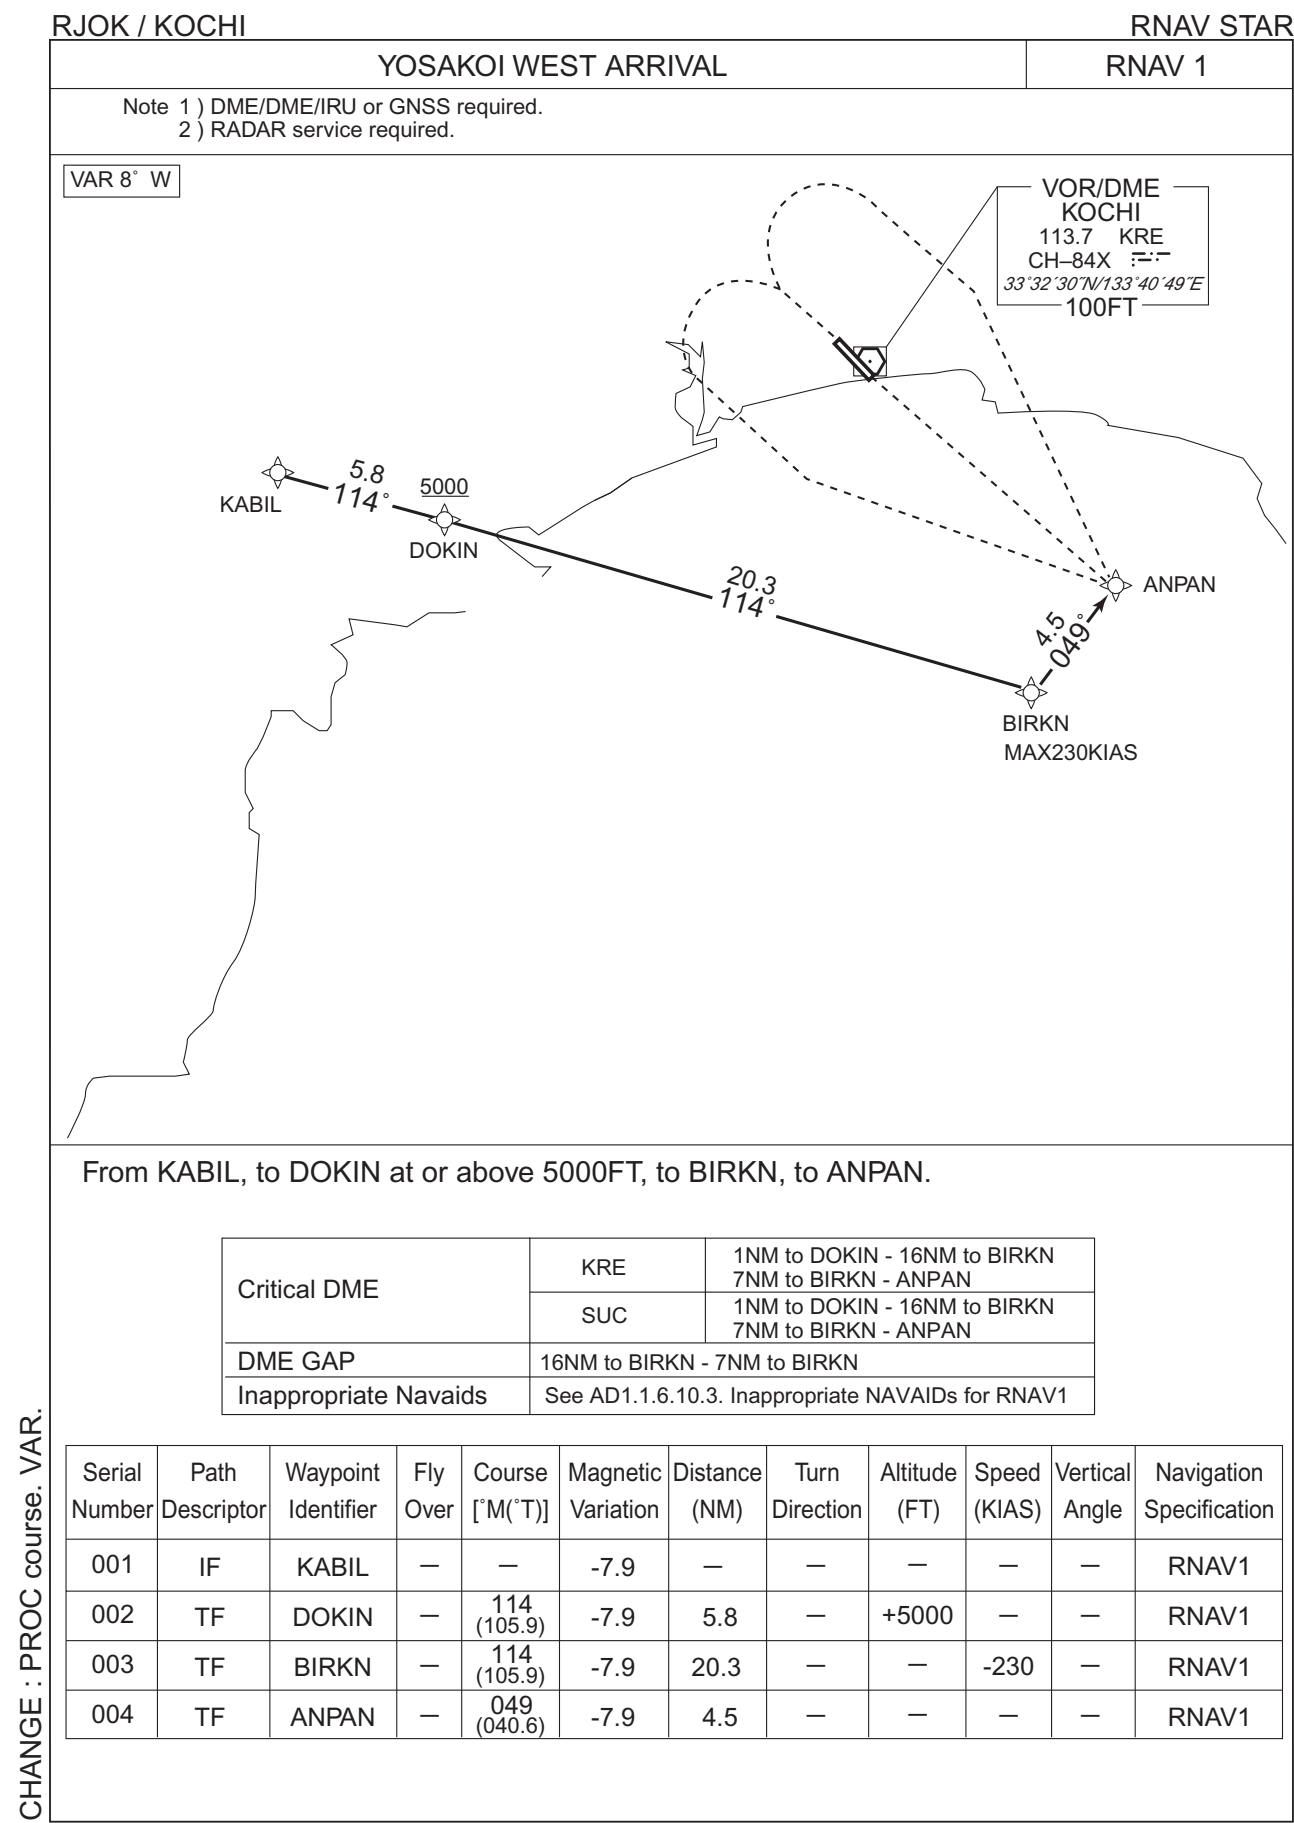 RJOK / KOCHI
RNAV STAR
YOSAKOI WEST ARRIVAL
RNAV 1
Note 1 ) DME/DME/IRU or GNSS required.
2 ) RADAR service required.
VAR 8° W
VOR/DME
KOCHI
113.7 KRE
CH–84X
33°32´30˝N/133°40´49˝E
100FT
KABIL
5.8
114°
5000
DOKIN
20.3
114°
ANPAN
4.5
049°
BIRKN
MAX230KIAS
From KABIL, to DOKIN at or above 5000FT, to BIRKN, to ANPAN.
Critical DME
KRE
1NM to DOKIN - 16NM to BIRKN
7NM to BIRKN - ANPAN
SUC
1NM to DOKIN - 16NM to BIRKN
7NM to BIRKN - ANPAN
DME GAP
16NM to BIRKN - 7NM to BIRKN
Inappropriate Navaids
See AD1.1.6.10.3. Inappropriate NAVAIDs for RNAV1
Serial Path Waypoint Fly Course Magnetic Distance Turn Altitude Speed Vertical Navigation
Number Descriptor Identifier Over [°M(°T)] Variation (NM) Direction (FT) (KIAS) Angle Specification
001 IF KABIL — — -7.9 — — — — — RNAV1
002 TF DOKIN — 114 (105.9) -7.9 5.8 — +5000 — — RNAV1
003 TF BIRKN — 114 (105.9) -7.9 20.3 — — -230 — RNAV1
004 TF ANPAN — 049 (040.6) -7.9 4.5 — — — — RNAV1
CHANGE : PROC course. VAR.